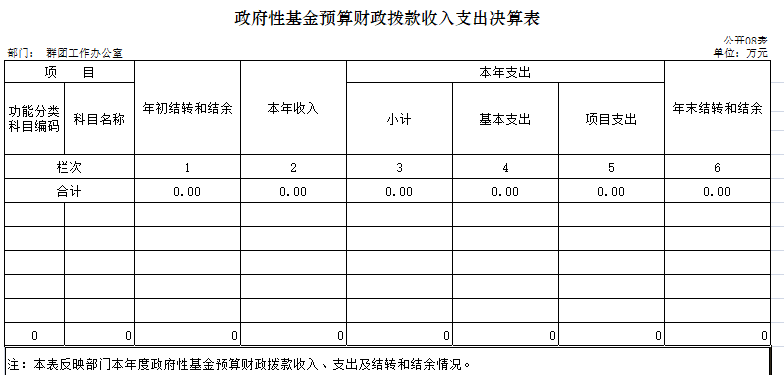 政府性基金预算财政拨款收入支出决算表
公开08表
部门： 群团工作办公室 单位：万元
项 目 年初结转和结余 本年收入 本年支出 年末结转和结余
功能分类科目编码 科目名称 小计 基本支出 项目支出
栏次 1 2 3 4 5 6
合计 0.00 0.00 0.00 0.00 0.00 0.00
0 0 0 0 0 0 0 0
注：本表反映部门本年度政府性基金预算财政拨款收入、支出及结转和结余情况。